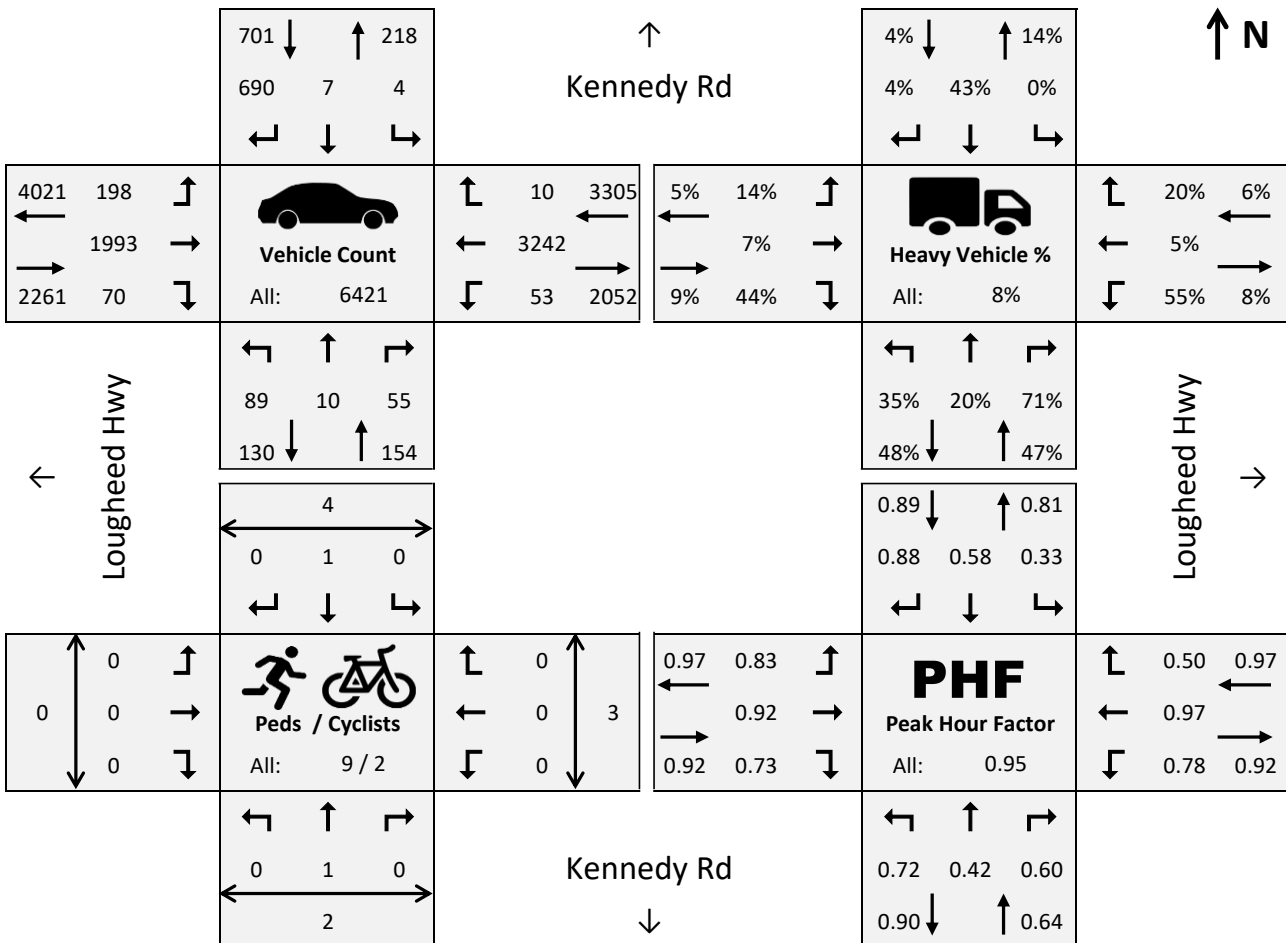 701 218 4% 14% N
Kennedy Rd
690 7 4 4% 43% 0%
4021 198 10 3305 5% 14% 20% 6%
1993 Vehicle Count 3242 7% Heavy Vehicle % 5%
2261 70 All: 6421 53 2052 9% 44% All: 8% 55% 8%
89 10 55 35% 20% 71%
130 154 48% 47%
Lougheed Hwy Lougheed Hwy
4 0.89 0.81
0 1 0 0.88 0.58 0.33
0 0 0.97 0.83 PHF 0.50 0.97
0 0 Peds / Cyclists 0 3 0.92 Peak Hour Factor 0.97
0 All: 9 / 2 0 0.92 0.73 All: 0.95 0.78 0.92
0 1 0 Kennedy Rd 0.72 0.42 0.60
2 0.90 0.64